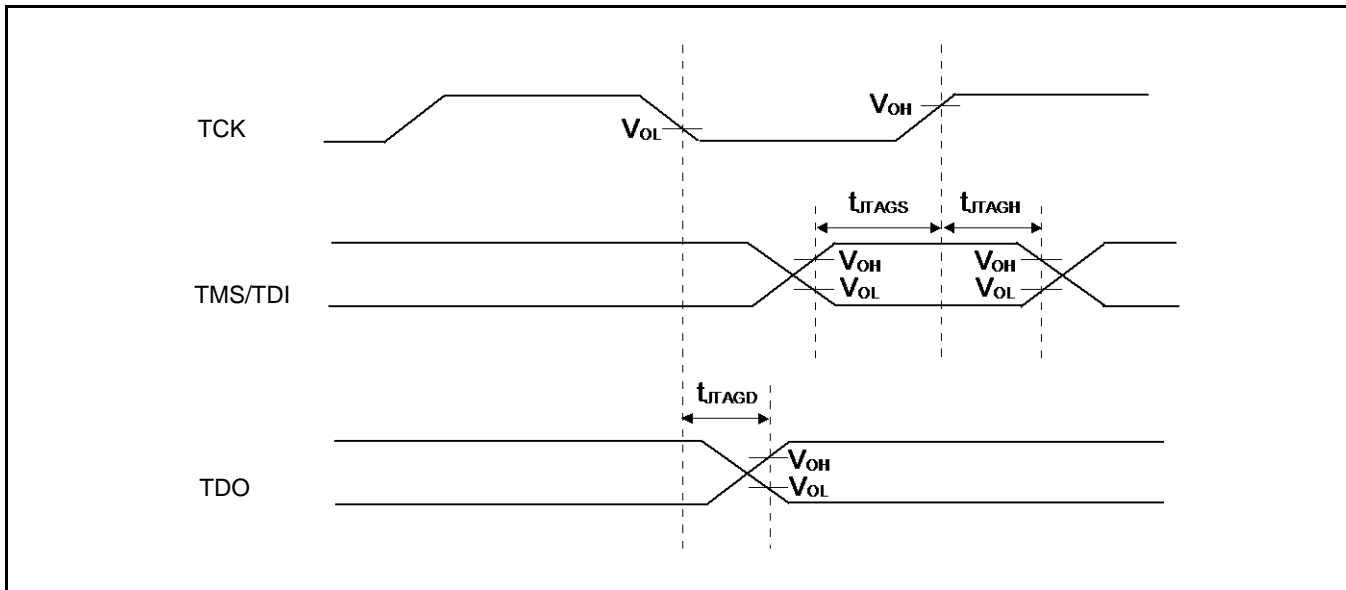 TCK
VOL
VOH
tJTAGS
tJTAGH
TMS/TDI
VOH
VOL
VOH
VOL
tJTAGD
TDO
VOH
VOL